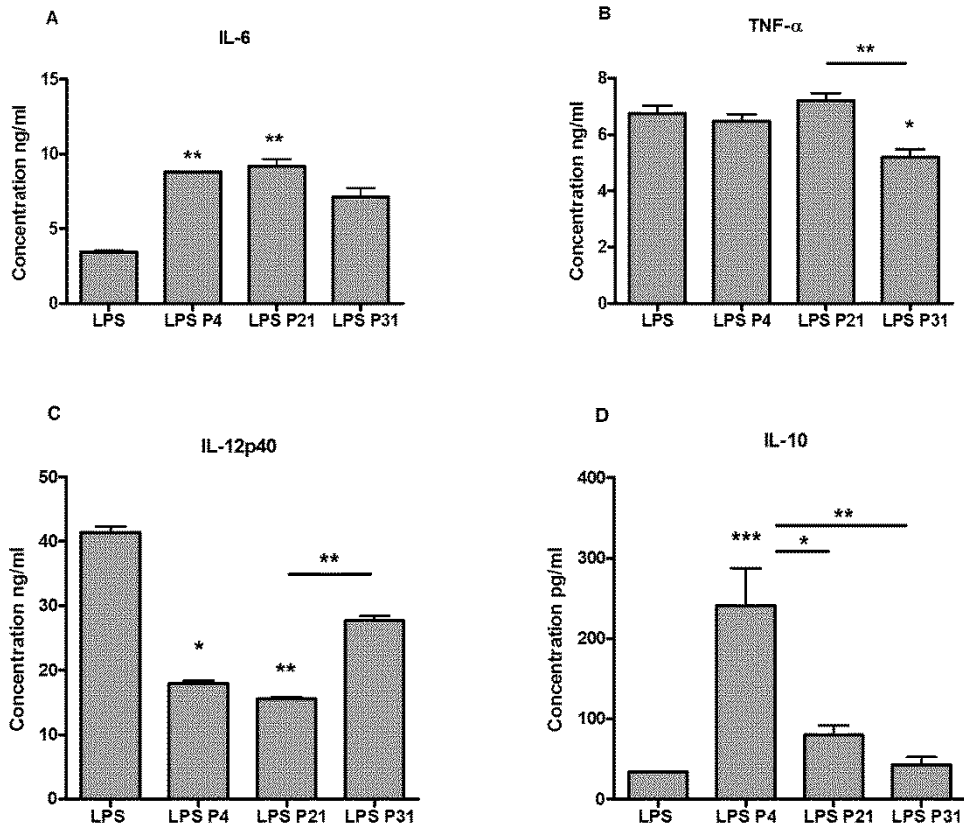 A
IL-6
Concentration ng/ml
15
10
5
0
**
**
LPS
LPS P4
LPS P21
LPS P31
B
TNF-α
Concentration ng/ml
8
6
4
2
0
**
*
LPS
LPS P4
LPS P21
LPS P31
C
IL-12p40
Concentration ng/ml
50
40
30
20
10
0
**
*
**
LPS
LPS P4
LPS P21
LPS P31
D
IL-10
Concentration pg/ml
400
300
200
100
0
**
***
*
LPS
LPS P4
LPS P21
LPS P31